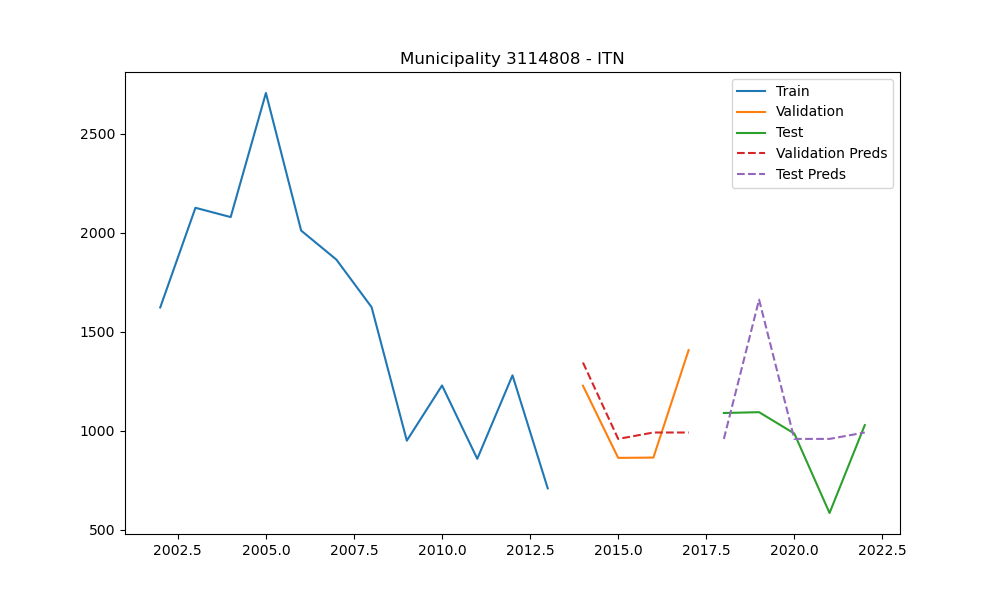 Municipality 3114808 - ITN
Train
Validation
Test
Validation Preds
Test Preds
2500
2000
1500
1000
500
2002.5 2005.0 2007.5 2010.0 2012.5 2015.0 2017.5 2020.0 2022.5